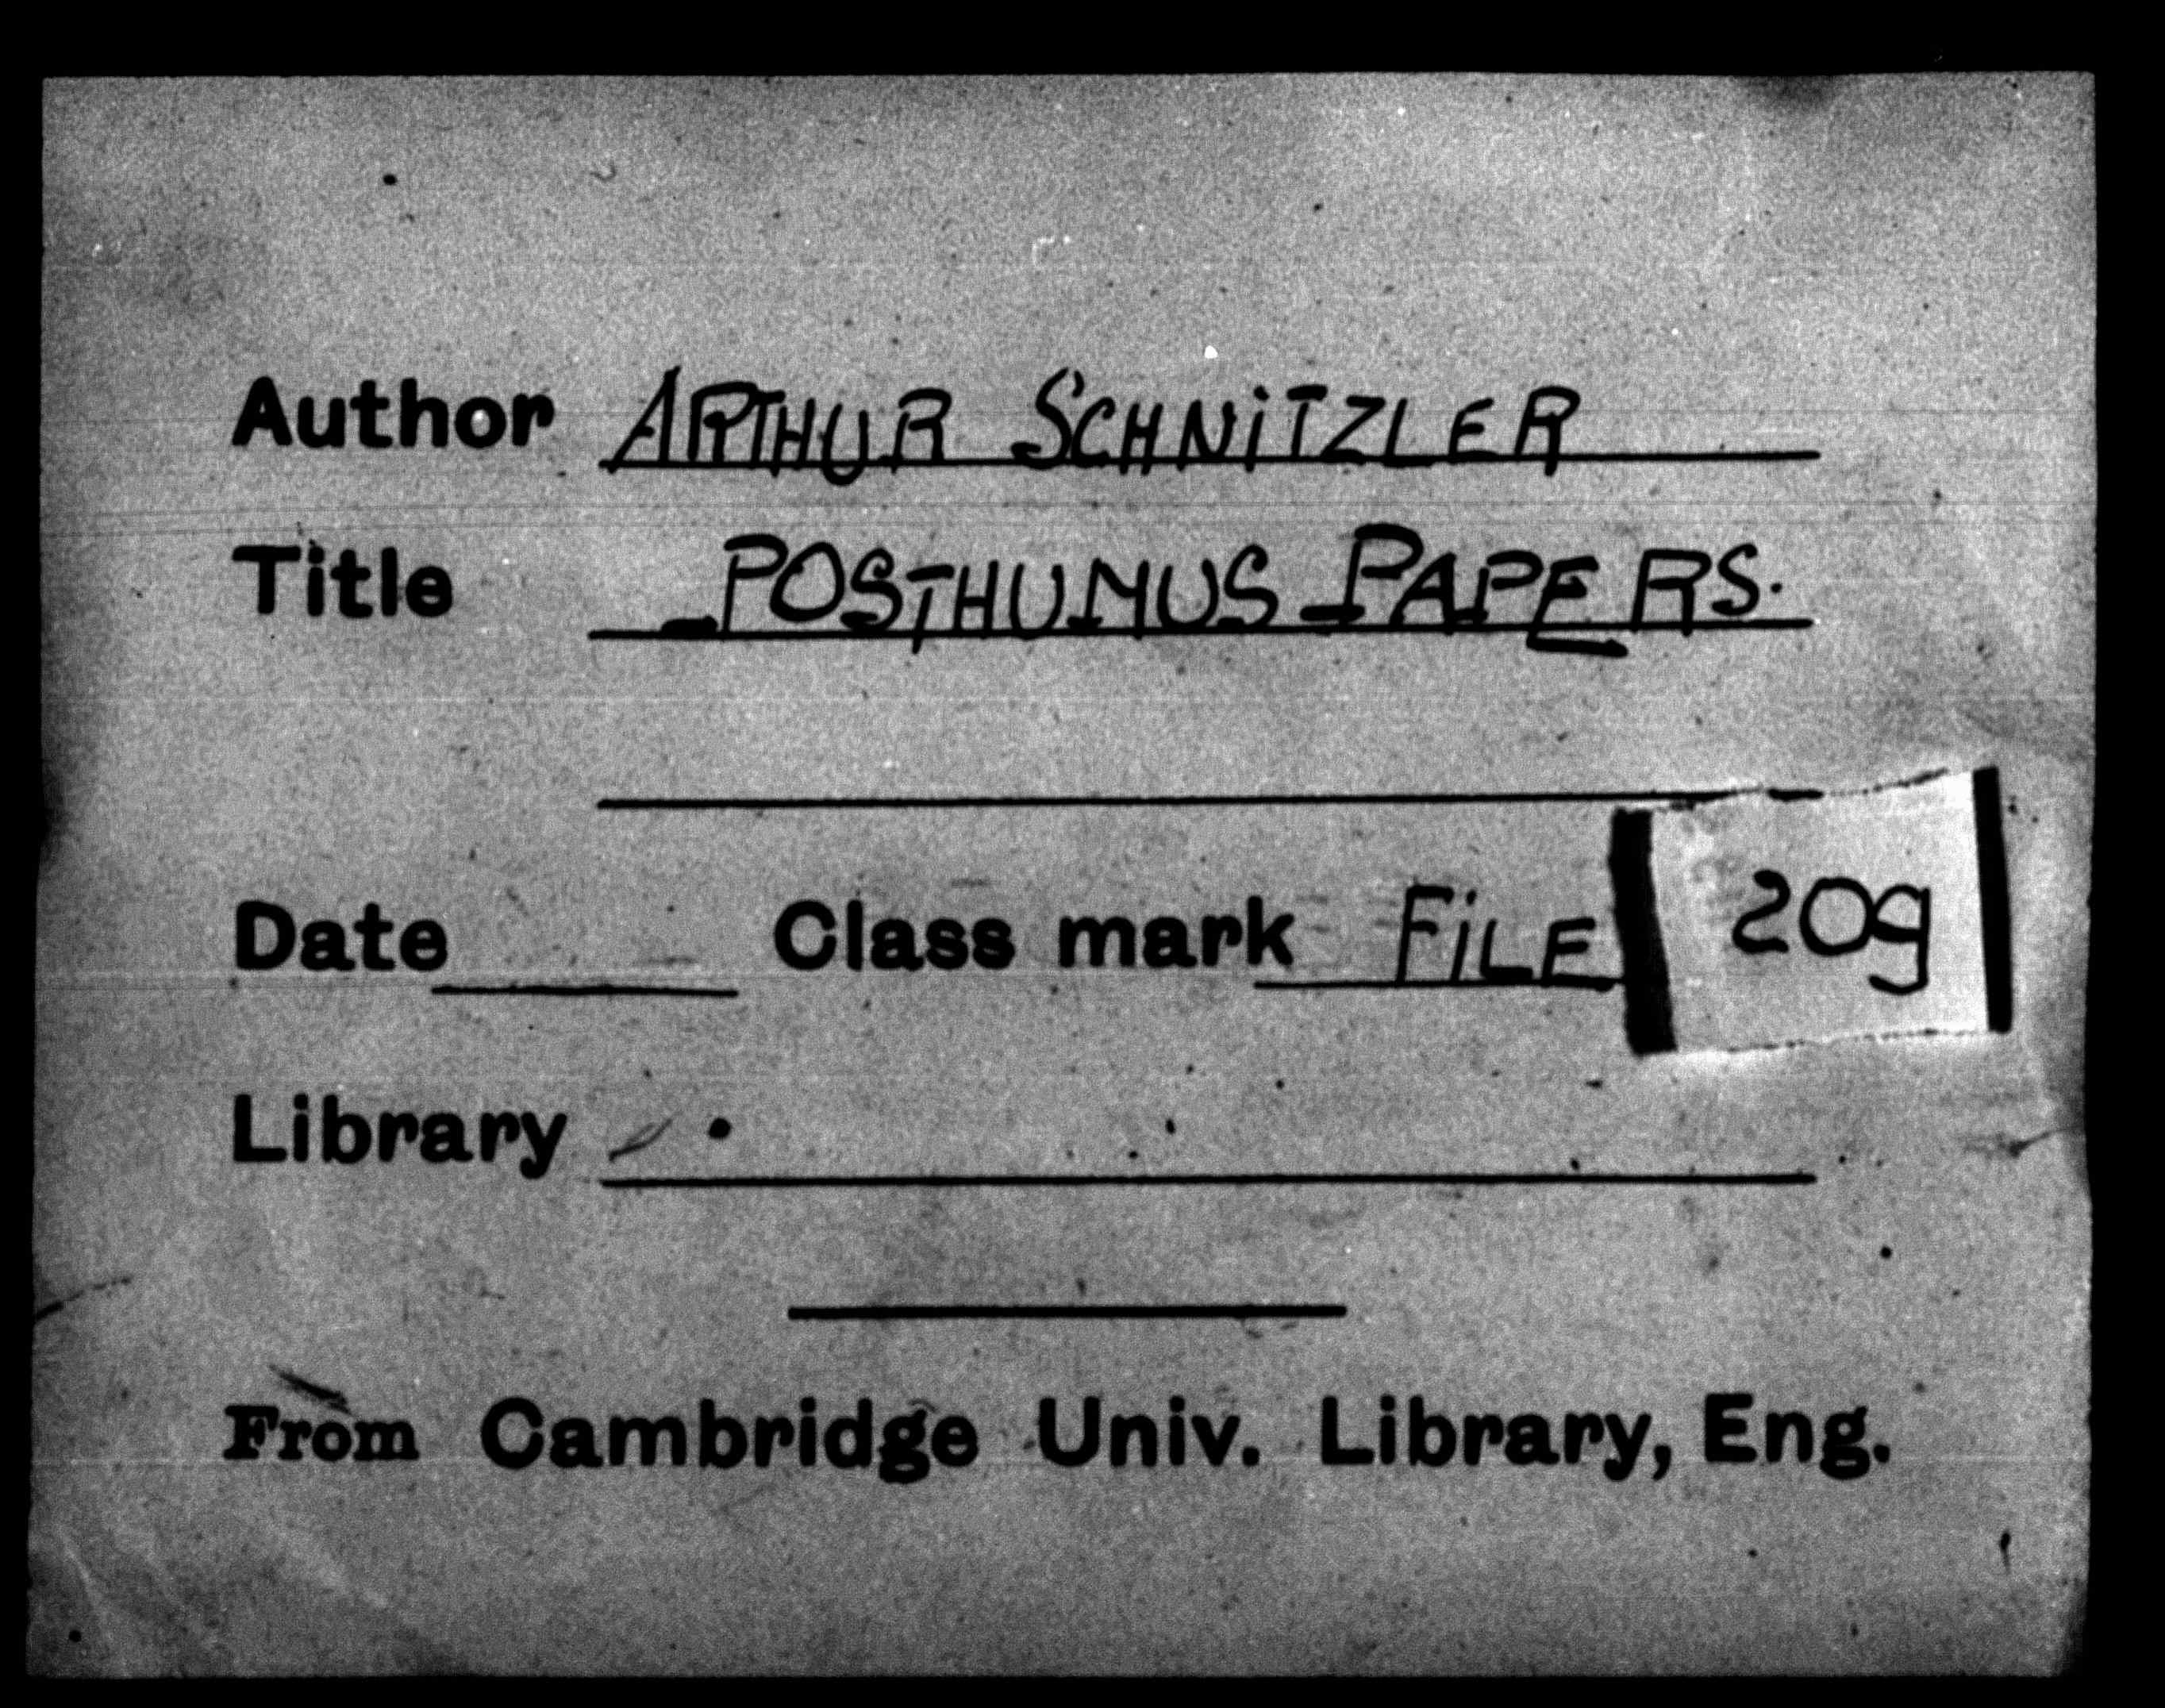 Author ARTHUR SCHNiTZLER
Title POSTHUMUS PAPERS.
Date Class mark FiLE 209
Library
From Cambridge Univ. Library, Eng.